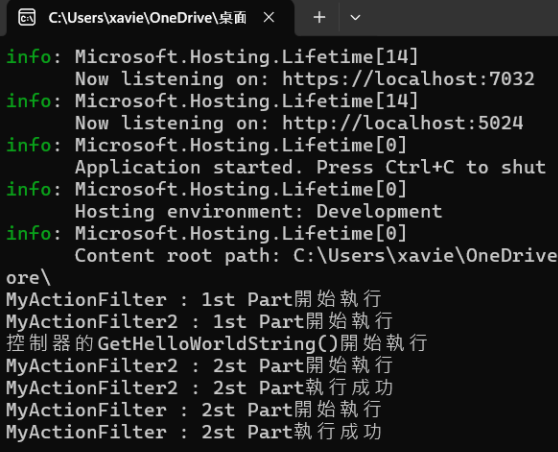 C:\Users\xavie\OneDrive\桌面
info: Microsoft.Hosting.Lifetime[14]
Now listening on: https://localhost:7032
info: Microsoft.Hosting.Lifetime[14]
Now listening on: http://localhost:5024
info: Microsoft.Hosting.Lifetime[0]
Application started. Press Ctrl+C to shut
info: Microsoft.Hosting.Lifetime[0]
Hosting environment: Development
info: Microsoft.Hosting.Lifetime[0]
Content root path: C:\Users\xavie\OneDrive
ore\
MyActionFilter : 1st Part開始執行
MyActionFilter2 : 1st Part開始執行
控制器的GetHelloWorldString()開始執行
MyActionFilter2 : 2st Part開始執行
MyActionFilter2 : 2st Part執行成功
MyActionFilter : 2st Part開始執行
MyActionFilter : 2st Part執行成功